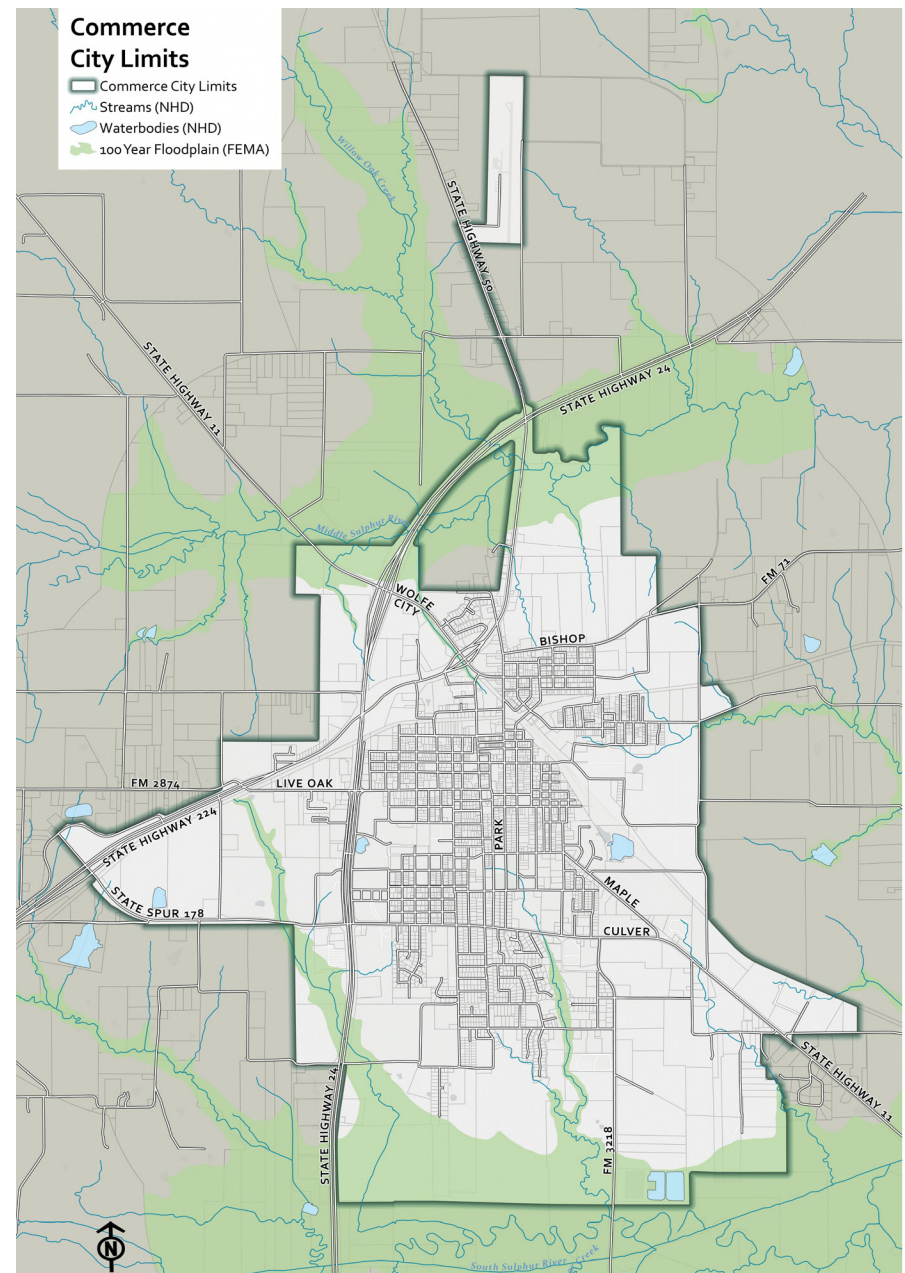 Commerce
City Limits
Commerce City Limits
Streams (NHD)
Waterbodies (NHD)
100 Year Floodplain (FEMA)
Willow Oak Creek
STATE HIGHWAY 50
STATE HIGHWAY 11
STATE HIGHWAY 24
Middle Sulphur River
WOLFE
CITY
FM 71
BISHOP
FM 2874
LIVE OAK
STATE HIGHWAY 224
PARK
STATE SPUR 178
MAPLE
CULVER
STATE HIGHWAY 11
STATE HIGHWAY 24
FM 3218
N
South Sulphur River
Creek